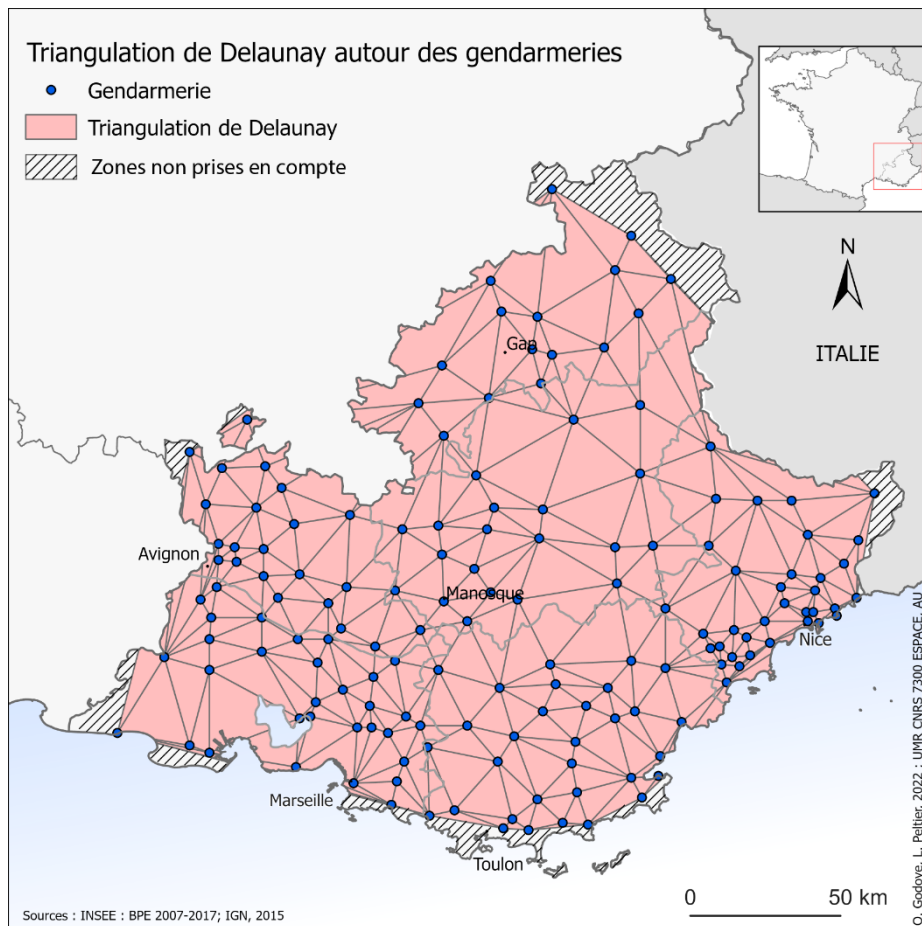 Triangulation de Delaunay autour des gendarmeries
Gendarmerie
Triangulation de Delaunay
Zones non prises en compte
N
ITALIE
Gap
Avignon
Manosque
Nice
Marseille
Toulon
0 50 km
Sources : INSEE : BPE 2007-2017; IGN, 2015
O. Godoye, L. Peltier, 2022 : UMR CNRS 7300 ESPACE, AU